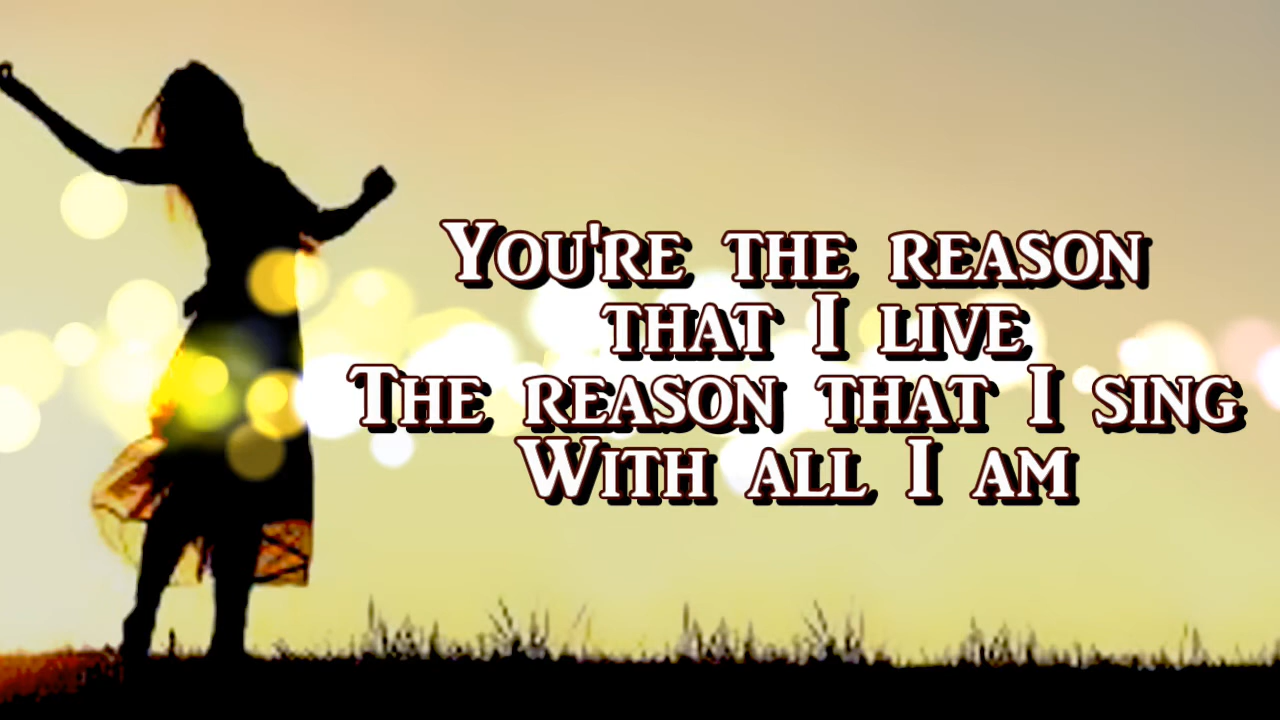 You're the reason
that I live
The reason that I sing
With all I am